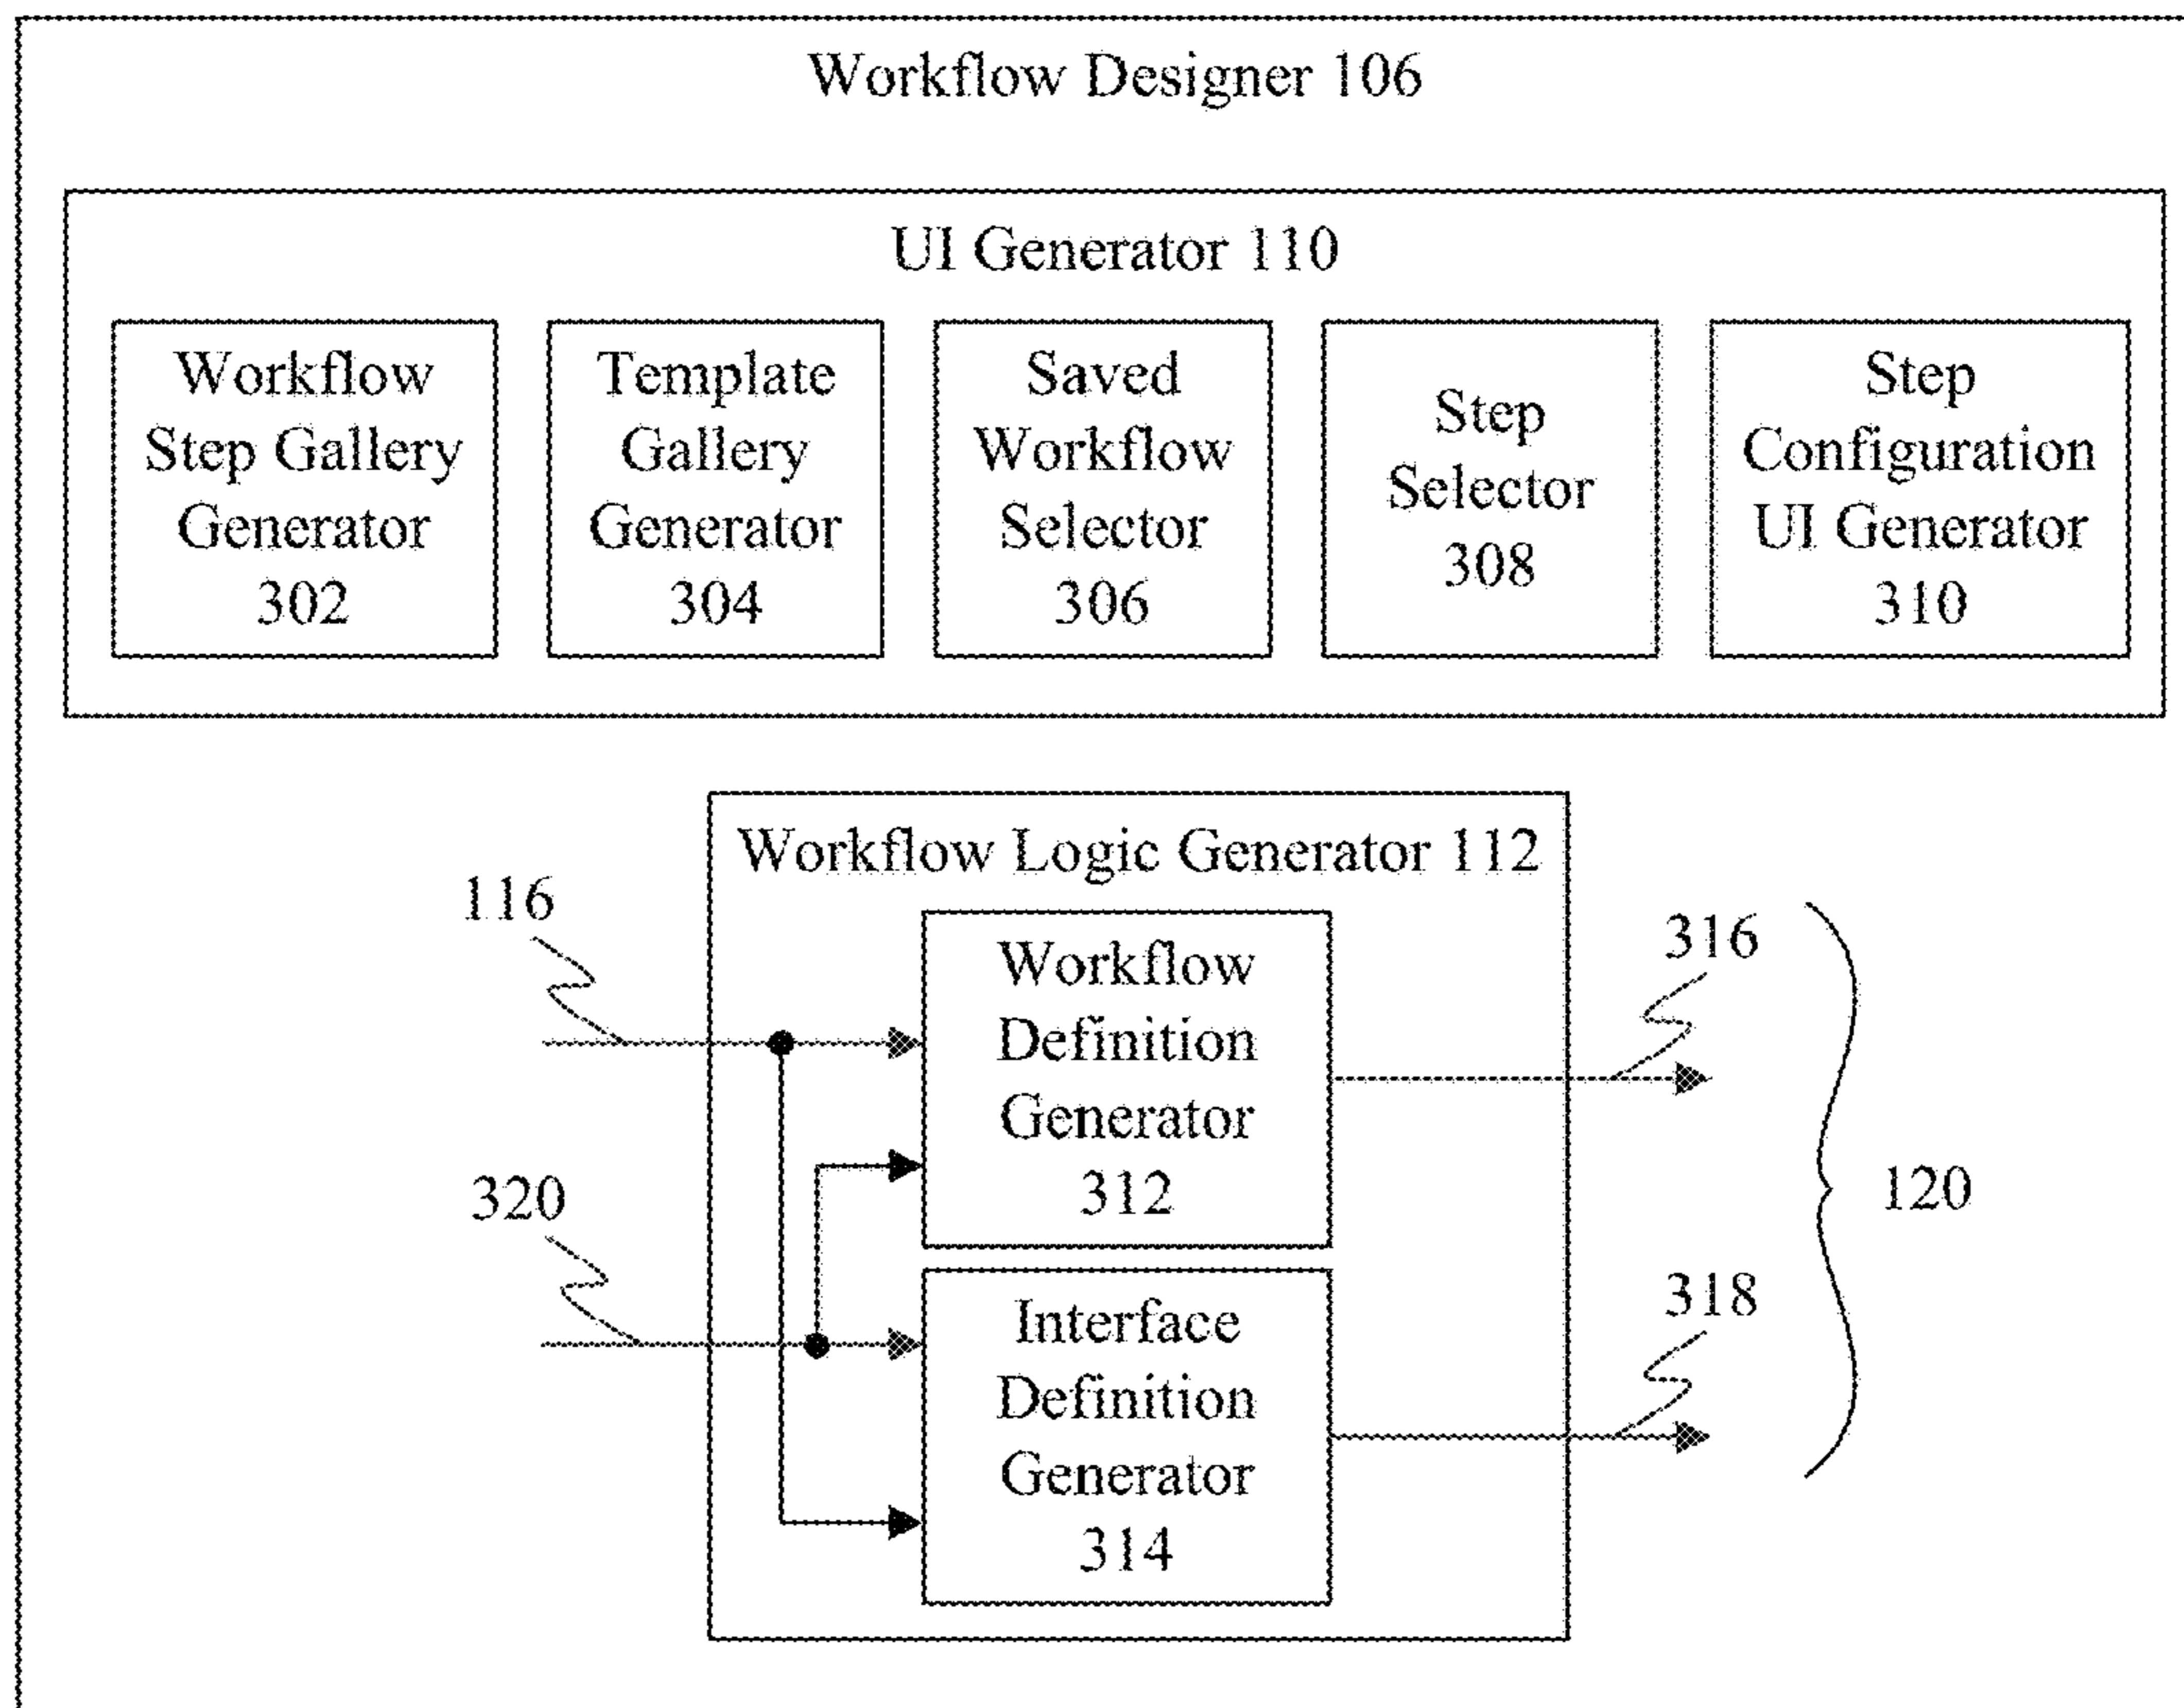 Workflow Designer 106
UI Generator 110
Workflow
Step Gallery
Generator
302
Template
Gallery
Generator
304
Saved
Workflow
Selector
306
Step
Selector
308
Step
Configuration
UI Generator
310
Workflow Logic Generator 112
116
Workflow
Definition
Generator
312
316
320
Interface
Definition
Generator
314
318
120